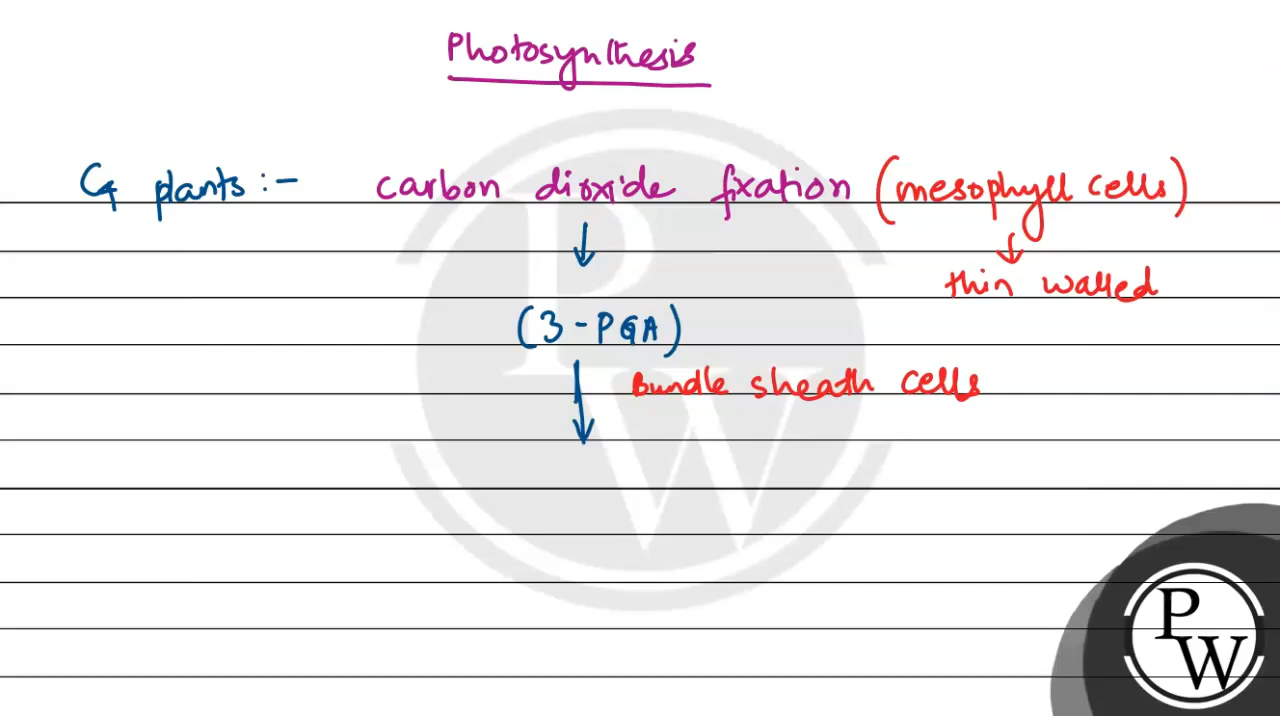 Photosynthesis
C4 plants :- carbon dioxide fixation (mesophyll cells)
thin walled
(3-PGA)
Bundle sheath cells
P
W
P
W